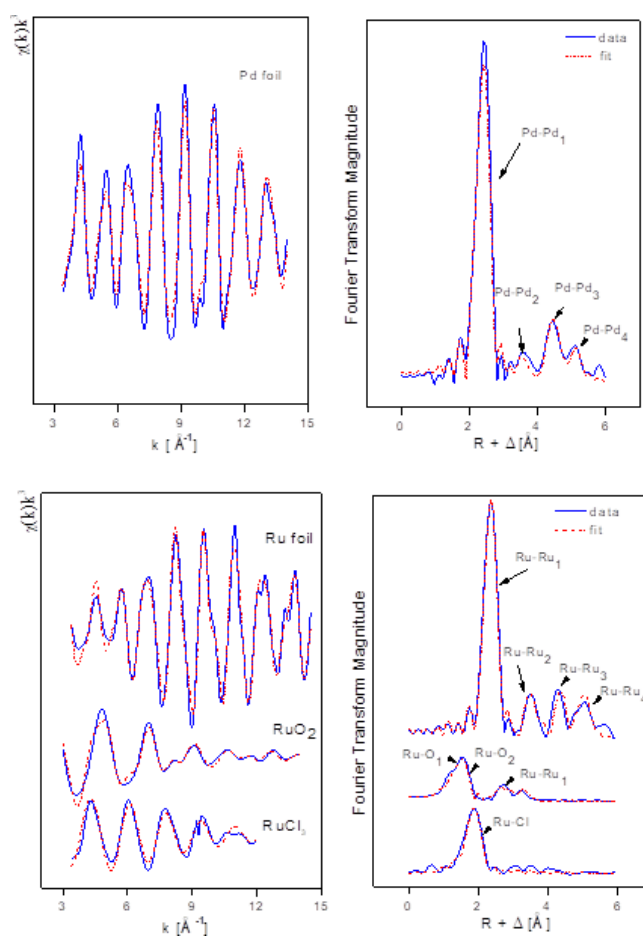 χ(k)k³
Pd foil
3
6
9
12
15
k [ Å⁻¹]
data
fit
Fourier Transform Magnitude
Pd-Pd₁
Pd-Pd₂
Pd-Pd₃
Pd-Pd₄
0
2
4
6
R + Δ [Å]
χ(k)k³
Ru foil
RuO₂
RuCl₃
3
6
9
12
15
k [ Å⁻¹]
data
fit
Fourier Transform Magnitude
Ru-Ru₁
Ru-Ru₂
Ru-Ru₃
Ru-Ru₄
Ru-O₁
Ru-O₂
Ru-Ru₁
Ru-Cl
0
2
4
6
R + Δ [Å]